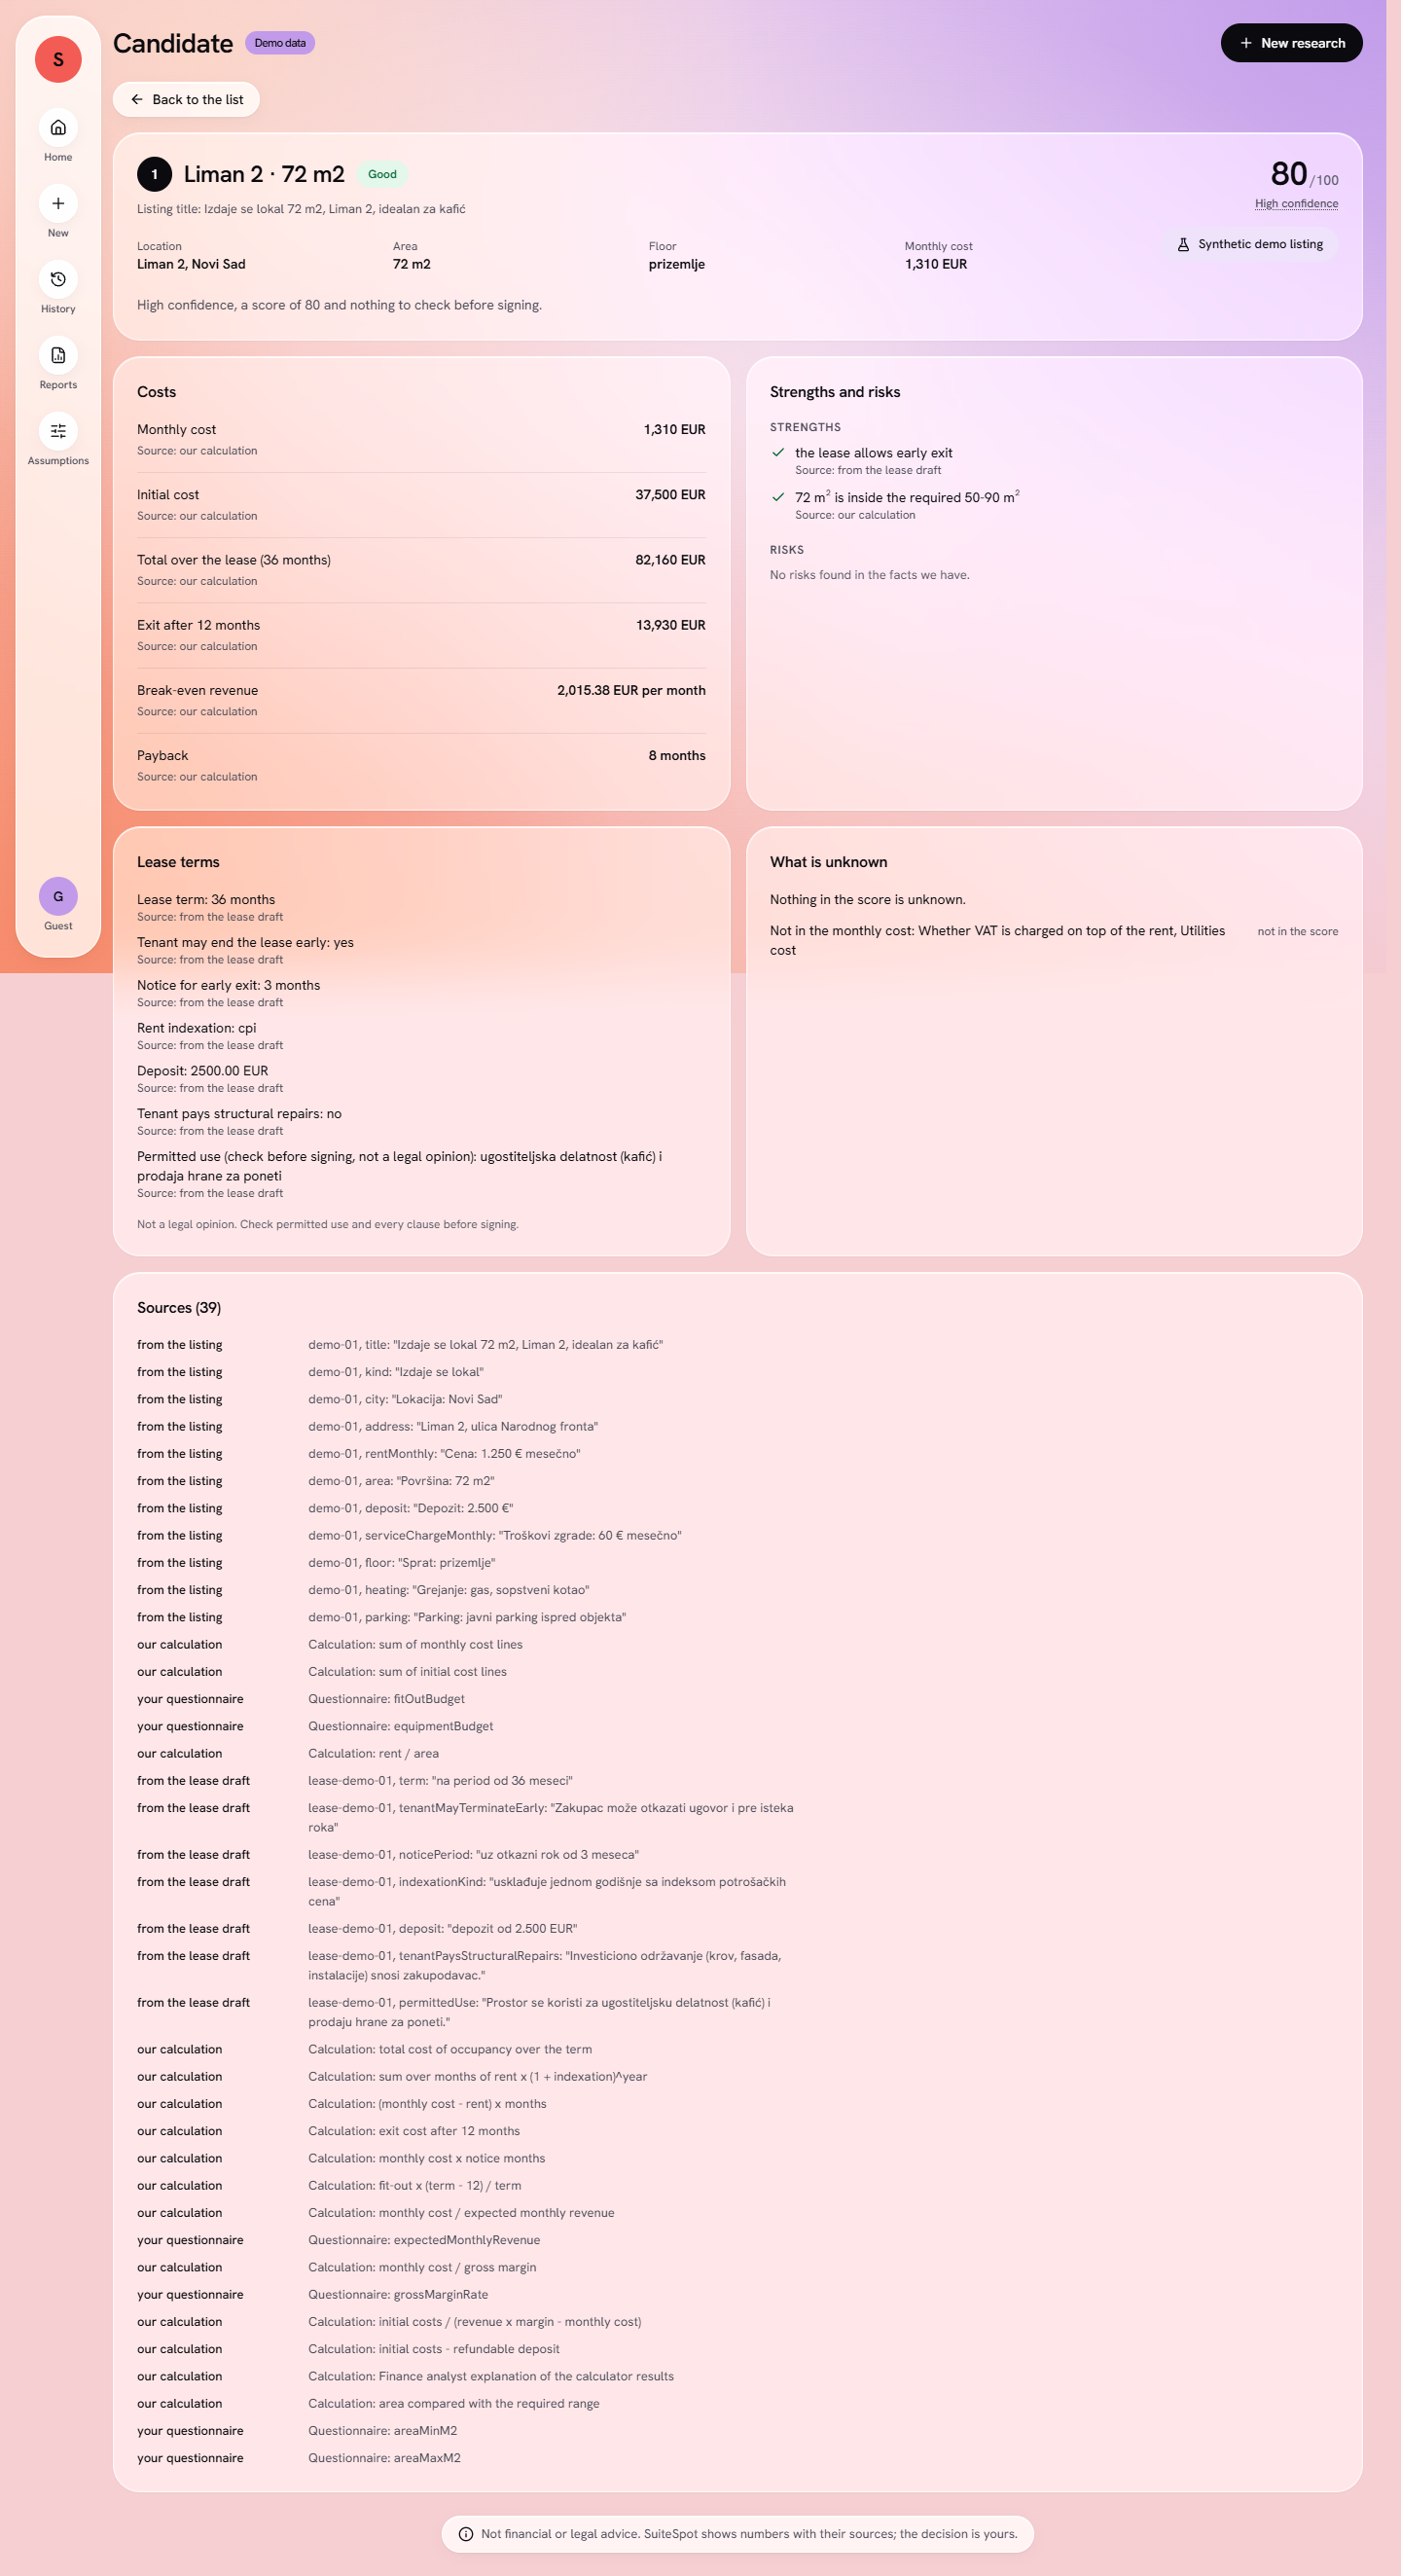 S
Home
New
History
Reports
Assumptions
G
Guest
Candidate
Demo data
New research
Back to the list
1
Liman 2 · 72 m2
Good
80/100
High confidence
Synthetic demo listing
Listing title: Izdaje se lokal 72 m2, Liman 2, idealan za kafić
Location
Liman 2, Novi Sad
Area
72 m2
Floor
prizemlje
Monthly cost
1,310 EUR
High confidence, a score of 80 and nothing to check before signing.
Costs
Monthly cost
1,310 EUR
Source: our calculation
Initial cost
37,500 EUR
Source: our calculation
Total over the lease (36 months)
82,160 EUR
Source: our calculation
Exit after 12 months
13,930 EUR
Source: our calculation
Break-even revenue
2,015.38 EUR per month
Source: our calculation
Payback
8 months
Source: our calculation
Strengths and risks
STRENGTHS
the lease allows early exit
Source: from the lease draft
72 m² is inside the required 50-90 m²
Source: our calculation
RISKS
No risks found in the facts we have.
Lease terms
Lease term: 36 months
Source: from the lease draft
Tenant may end the lease early: yes
Source: from the lease draft
Notice for early exit: 3 months
Source: from the lease draft
Rent indexation: cpi
Source: from the lease draft
Deposit: 2500.00 EUR
Source: from the lease draft
Tenant pays structural repairs: no
Source: from the lease draft
Permitted use (check before signing, not a legal opinion): ugostiteljska delatnost (kafić) i
prodaja hrane za poneti
Source: from the lease draft
Not a legal opinion. Check permitted use and every clause before signing.
What is unknown
Nothing in the score is unknown.
Not in the monthly cost: Whether VAT is charged on top of the rent, Utilities
cost
not in the score
Sources (39)
from the listing demo-01, title: "Izdaje se lokal 72 m2, Liman 2, idealan za kafić"
from the listing demo-01, kind: "Izdaje se lokal"
from the listing demo-01, city: "Lokacija: Novi Sad"
from the listing demo-01, address: "Liman 2, ulica Narodnog fronta"
from the listing demo-01, rentMonthly: "Cena: 1.250 € mesečno"
from the listing demo-01, area: "Površina: 72 m2"
from the listing demo-01, deposit: "Depozit: 2.500 €"
from the listing demo-01, serviceChargeMonthly: "Troškovi zgrade: 60 € mesečno"
from the listing demo-01, floor: "Sprat: prizemlje"
from the listing demo-01, heating: "Grejanje: gas, sopstveni kotao"
from the listing demo-01, parking: "Parking: javni parking ispred objekta"
our calculation Calculation: sum of monthly cost lines
our calculation Calculation: sum of initial cost lines
your questionnaire Questionnaire: fitOutBudget
your questionnaire Questionnaire: equipmentBudget
our calculation Calculation: rent / area
from the lease draft lease-demo-01, term: "na period od 36 meseci"
from the lease draft lease-demo-01, tenantMayTerminateEarly: "Zakupac može otkazati ugovor i pre isteka
roka"
from the lease draft lease-demo-01, noticePeriod: "uz otkazni rok od 3 meseca"
from the lease draft lease-demo-01, indexationKind: "usklađuje jednom godišnje sa indeksom potrošačkih
cena"
from the lease draft lease-demo-01, deposit: "depozit od 2.500 EUR"
from the lease draft lease-demo-01, tenantPaysStructuralRepairs: "Investiciono održavanje (krov, fasada,
instalacije) snosi zakupodavac."
from the lease draft lease-demo-01, permittedUse: "Prostor se koristi za ugostiteljsku delatnost (kafić) i
prodaju hrane za poneti."
our calculation Calculation: total cost of occupancy over the term
our calculation Calculation: sum over months of rent x (1 + indexation)^year
our calculation Calculation: (monthly cost - rent) x months
our calculation Calculation: exit cost after 12 months
our calculation Calculation: monthly cost x notice months
our calculation Calculation: fit-out x (term - 12) / term
our calculation Calculation: monthly cost / expected monthly revenue
your questionnaire Questionnaire: expectedMonthlyRevenue
our calculation Calculation: monthly cost / gross margin
your questionnaire Questionnaire: grossMarginRate
our calculation Calculation: initial costs / (revenue x margin - monthly cost)
our calculation Calculation: initial costs - refundable deposit
our calculation Calculation: Finance analyst explanation of the calculator results
our calculation Calculation: area compared with the required range
your questionnaire Questionnaire: areaMinM2
your questionnaire Questionnaire: areaMaxM2
Not financial or legal advice. SuiteSpot shows numbers with their sources; the decision is yours.